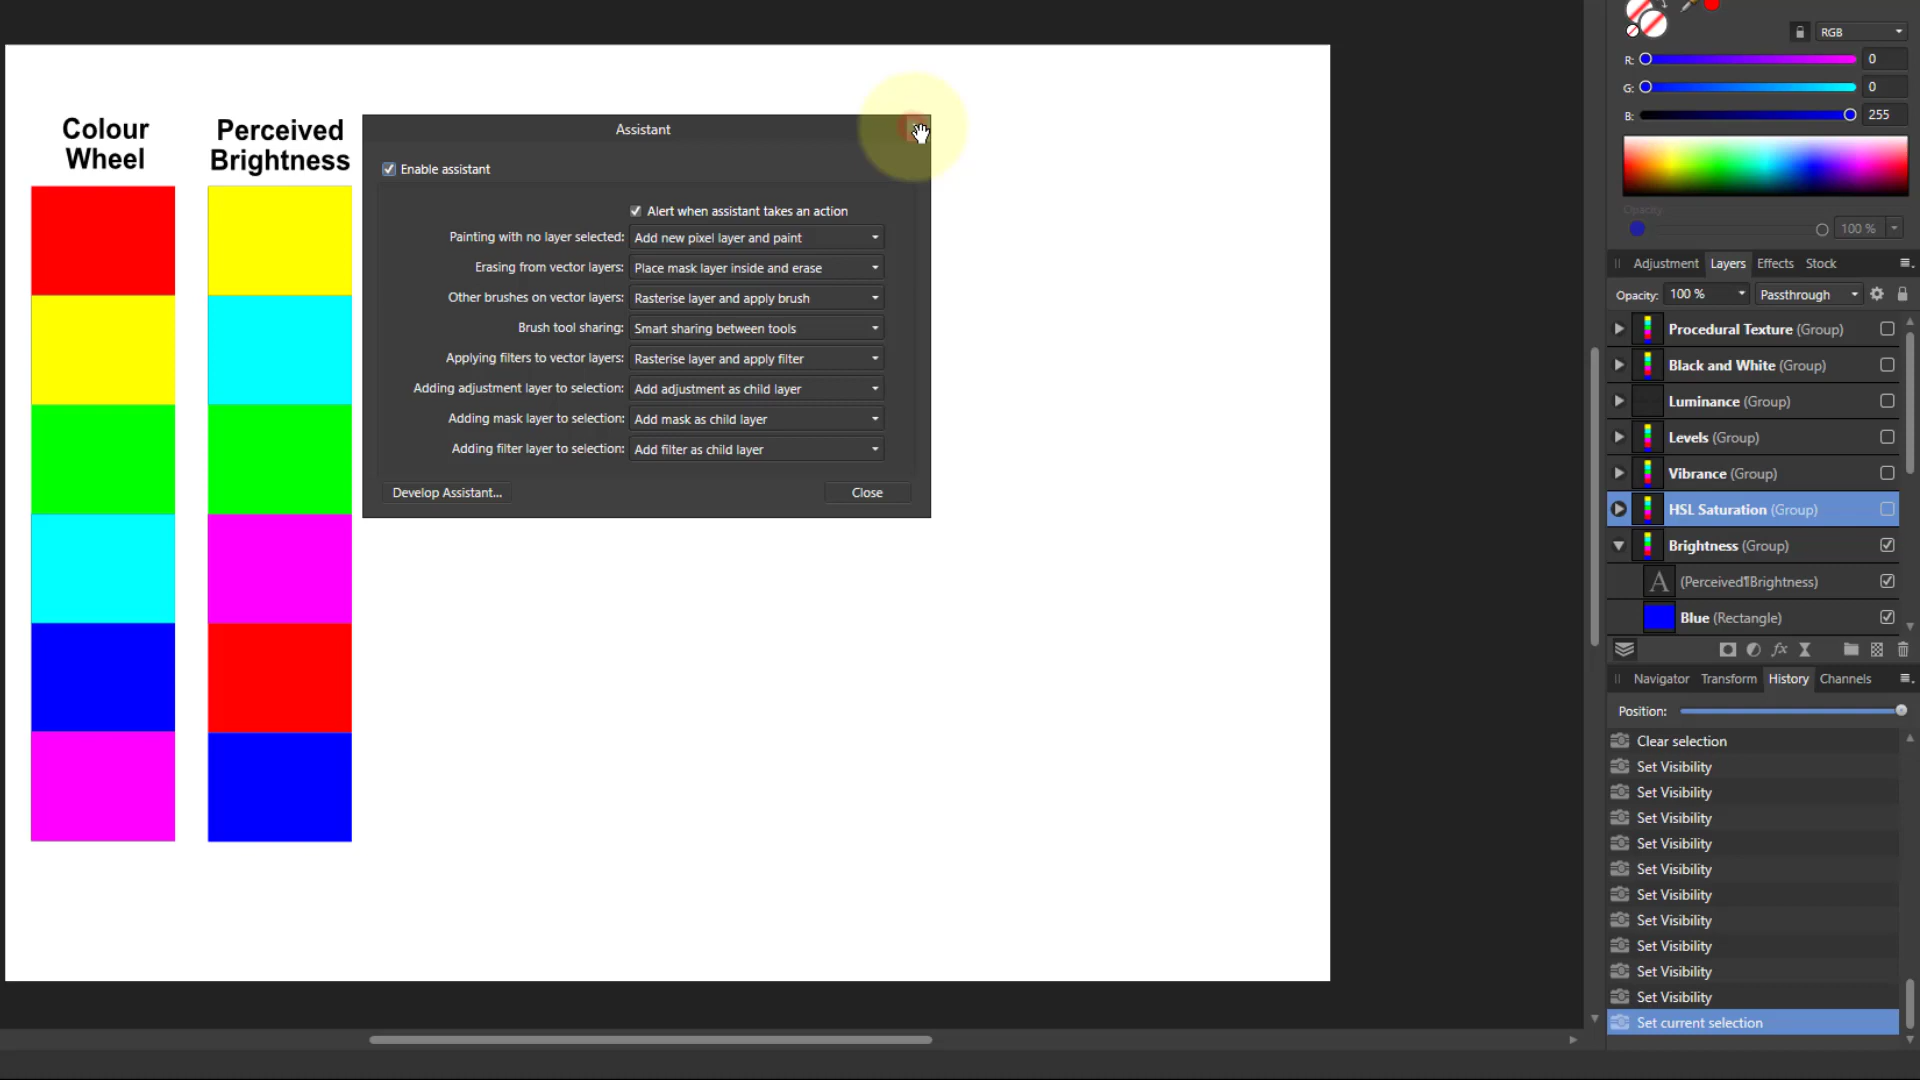 Colour
Wheel
Perceived
Brightness
Assistant
Enable assistant
Alert when assistant takes an action
Painting with no layer selected: Add new pixel layer and paint
Erasing from vector layers: Place mask layer inside and erase
Other brushes on vector layers: Rasterise layer and apply brush
Brush tool sharing: Smart sharing between tools
Applying filters to vector layers: Rasterise layer and apply filter
Adding adjustment layer to selection: Add adjustment as child layer
Adding mask layer to selection: Add mask as child layer
Adding filter layer to selection: Add filter as child layer
Develop Assistant... Close
RGB
R: 0
G: 0
B: 255
Opacity
100 %
Adjustment Layers Effects Stock
Opacity: 100 % Passthrough
Procedural Texture (Group)
Black and White (Group)
Luminance (Group)
Levels (Group)
Vibrance (Group)
HSL Saturation (Group)
Brightness (Group)
A (Perceived¶Brightness)
Blue (Rectangle)
fx
Navigator Transform History Channels
Position:
Clear selection
Set Visibility
Set Visibility
Set Visibility
Set Visibility
Set Visibility
Set Visibility
Set Visibility
Set Visibility
Set Visibility
Set Visibility
Set current selection